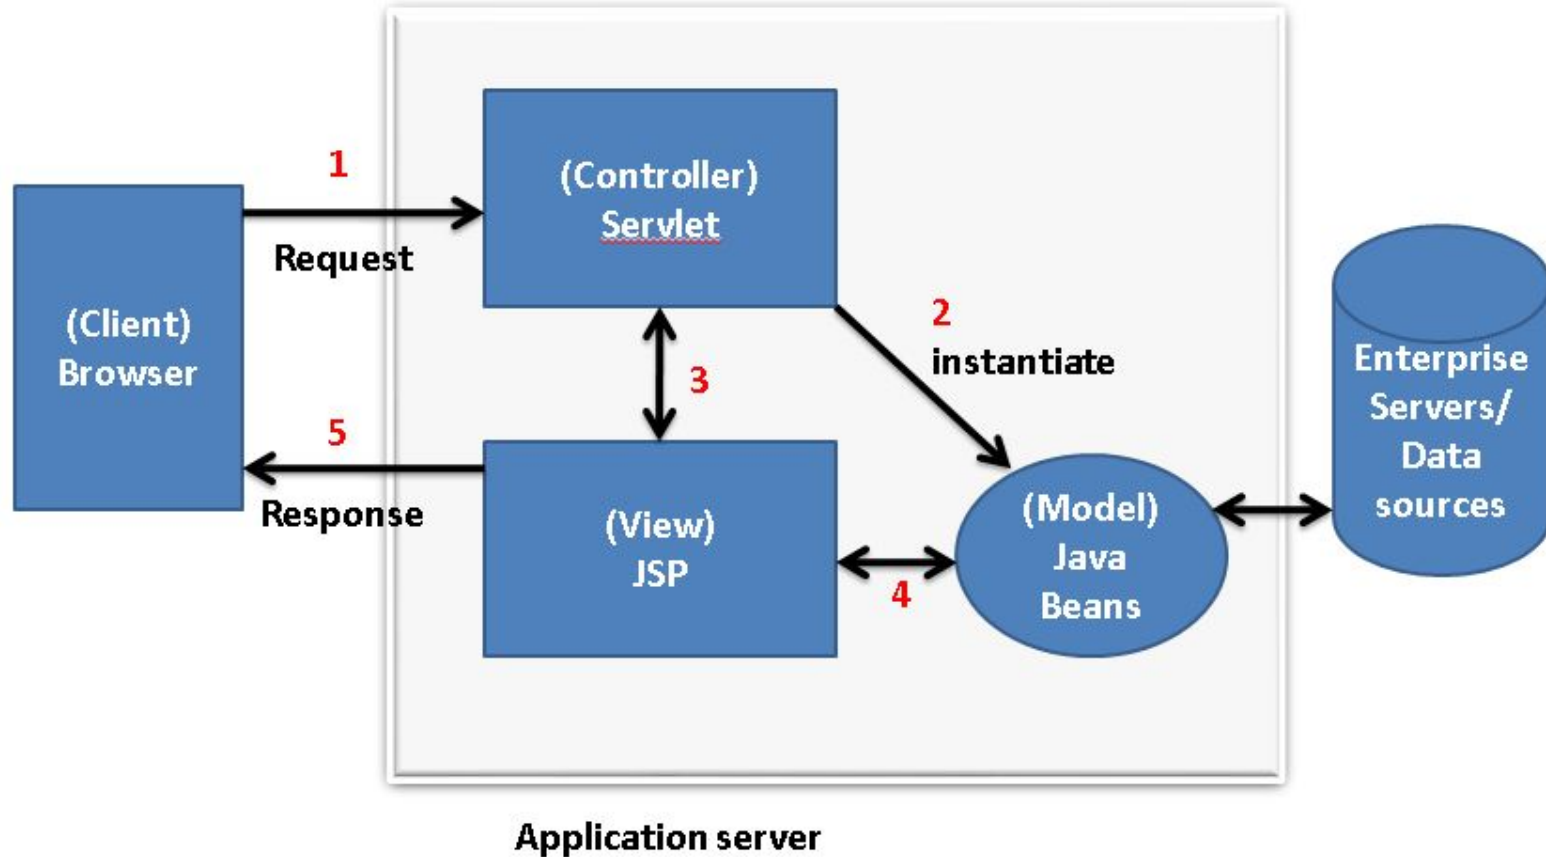 1
Request
(Client)
Browser
5
Response
(Controller)
Servlet
2
instantiate
3
(View)
JSP
4
(Model)
Java
Beans
Enterprise
Servers/
Data
sources
Application server